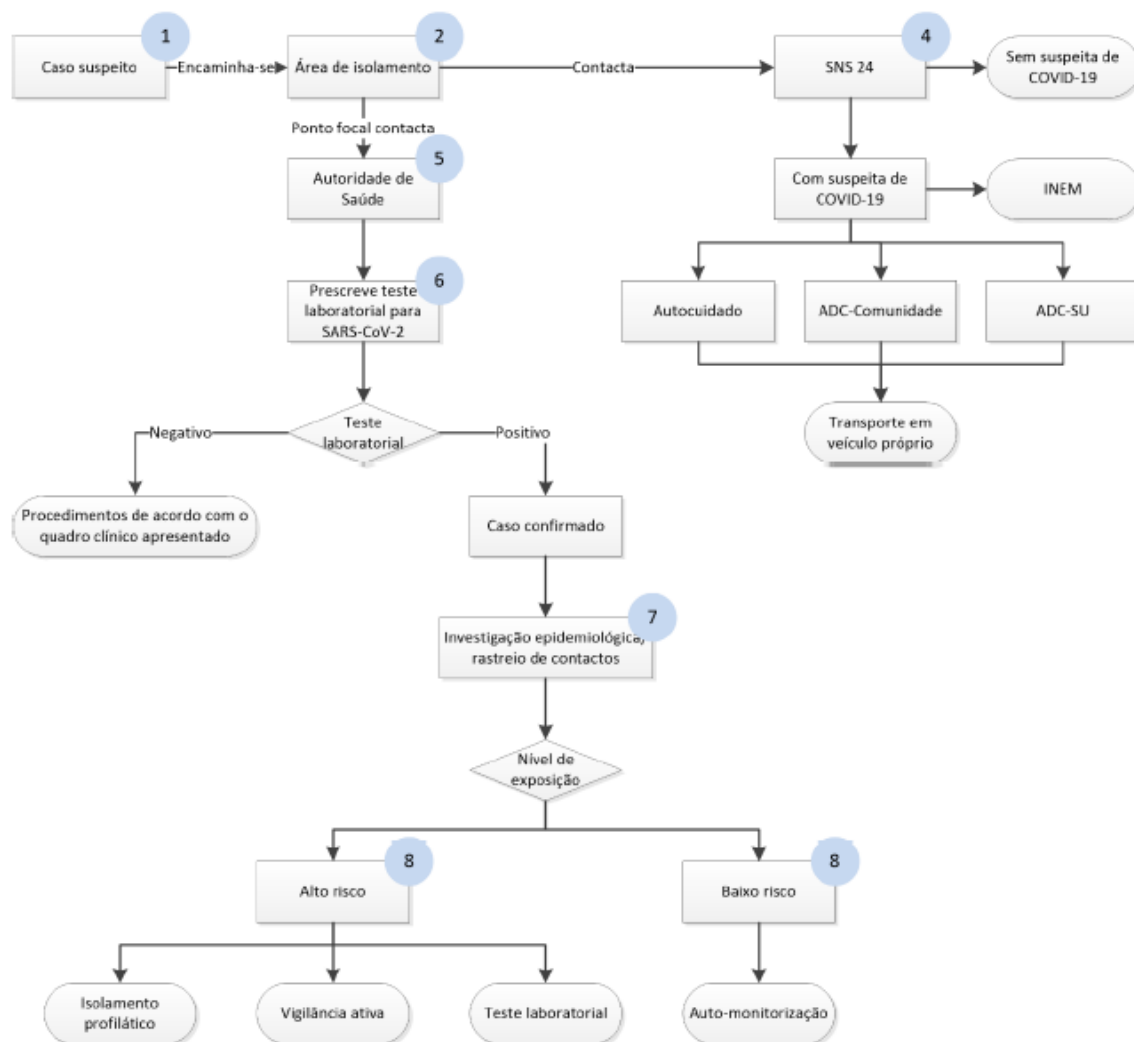 1
2
4
Caso suspeito
Encaminha-se
Área de isolamento
Contacta
SNS 24
Sem suspeita de
COVID-19
Ponto focal contacta
5
Autoridade de
Saúde
Com suspeita de
COVID-19
INEM
6
Prescreve teste
laboratorial para
SARS-CoV-2
Autocuidado
ADC-Comunidade
ADC-SU
Negativo
Teste
laboratorial
Positivo
Transporte em
veículo próprio
Procedimentos de acordo com o
quadro clínico apresentado
Caso confirmado
7
Investigação epidemiológica/
rastreio de contactos
Nível de
exposição
8
8
Alto risco
Baixo risco
Isolamento
profilático
Vigilância ativa
Teste laboratorial
Auto-monitorização